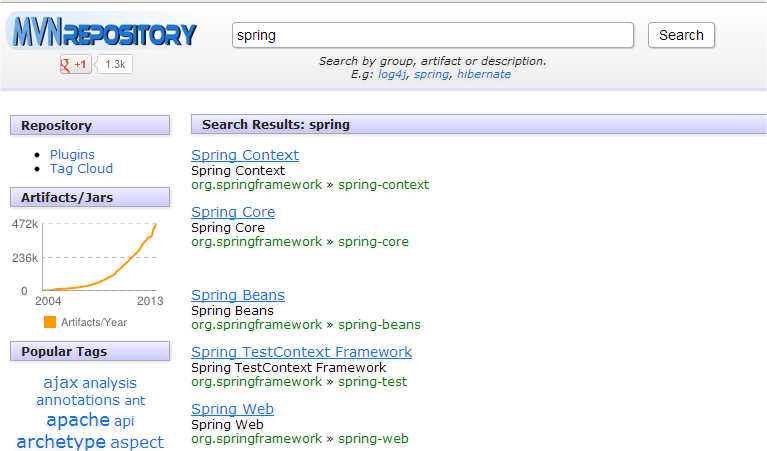 MVNREPOSITORY
spring
Search
+1
1.3k
Search by group, artifact or description.
E.g: log4j, spring, hibernate
Repository
Plugins
Tag Cloud
Artifacts/Jars
472k
236k
0
2004 2013
Artifacts/Year
Popular Tags
ajax analysis
annotations ant
apache api
archetype aspect
Search Results: spring
Spring Context
Spring Context
org.springframework » spring-context
Spring Core
Spring Core
org.springframework » spring-core
Spring Beans
Spring Beans
org.springframework » spring-beans
Spring TestContext Framework
Spring TestContext Framework
org.springframework » spring-test
Spring Web
Spring Web
org.springframework » spring-web